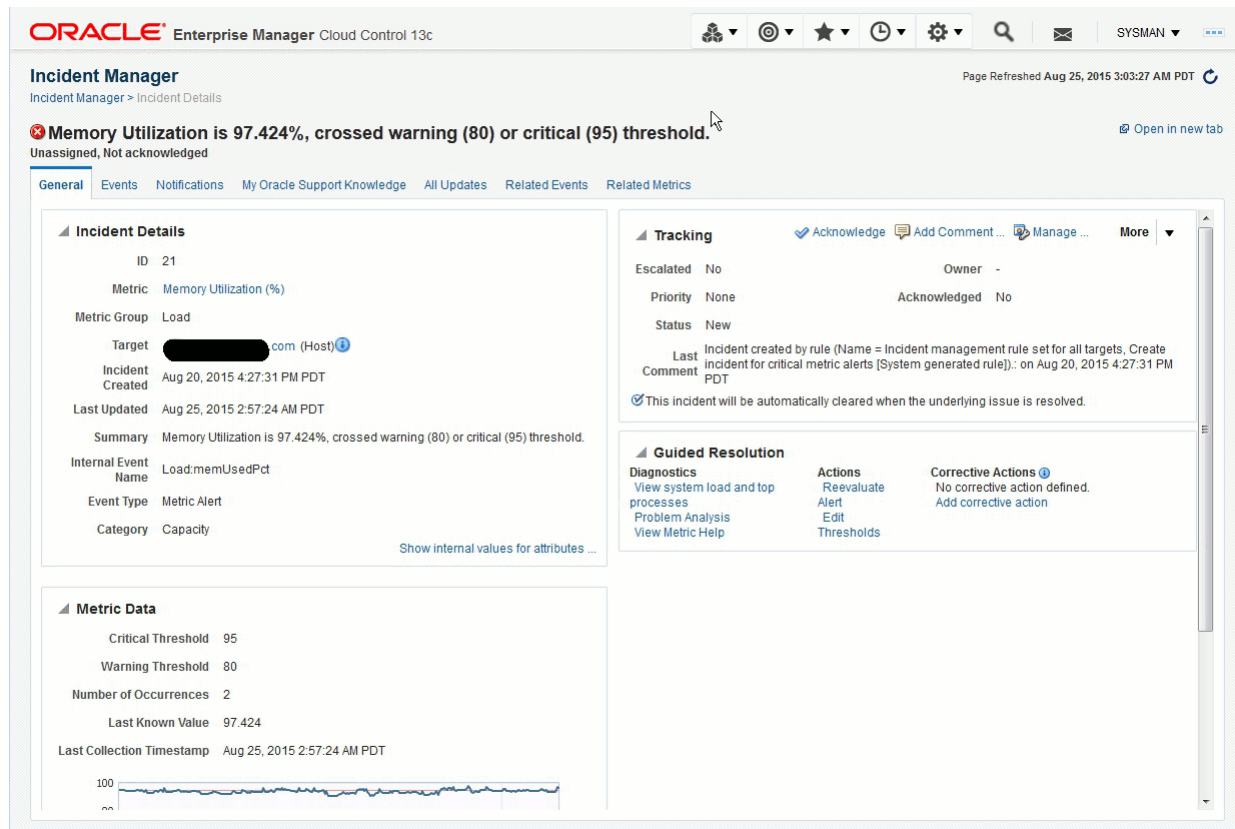 ORACLE® Enterprise Manager Cloud Control 13c
SYSMAN
Incident Manager
Page Refreshed Aug 25, 2015 3:03:27 AM PDT
Incident Manager > Incident Details
Memory Utilization is 97.424%, crossed warning (80) or critical (95) threshold.
Open in new tab
Unassigned, Not acknowledged
General Events Notifications My Oracle Support Knowledge All Updates Related Events Related Metrics
Incident Details
ID 21
Metric Memory Utilization (%)
Metric Group Load
Target com (Host)
Incident
Created Aug 20, 2015 4:27:31 PM PDT
Last Updated Aug 25, 2015 2:57:24 AM PDT
Summary Memory Utilization is 97.424%, crossed warning (80) or critical (95) threshold.
Internal Event
Name Load:memUsedPct
Event Type Metric Alert
Category Capacity
Show internal values for attributes ...
Tracking
Acknowledge Add Comment ... Manage ... More
Escalated No Owner -
Priority None Acknowledged No
Status New
Last Comment
Incident created by rule (Name = Incident management rule set for all targets, Create
incident for critical metric alerts [System generated rule]).: on Aug 20, 2015 4:27:31 PM
PDT
This incident will be automatically cleared when the underlying issue is resolved.
Guided Resolution
Diagnostics
View system load and top
processes
Problem Analysis
View Metric Help
Actions
Reevaluate
Alert
Edit
Thresholds
Corrective Actions
No corrective action defined.
Add corrective action
Metric Data
Critical Threshold 95
Warning Threshold 80
Number of Occurrences 2
Last Known Value 97.424
Last Collection Timestamp Aug 25, 2015 2:57:24 AM PDT
100